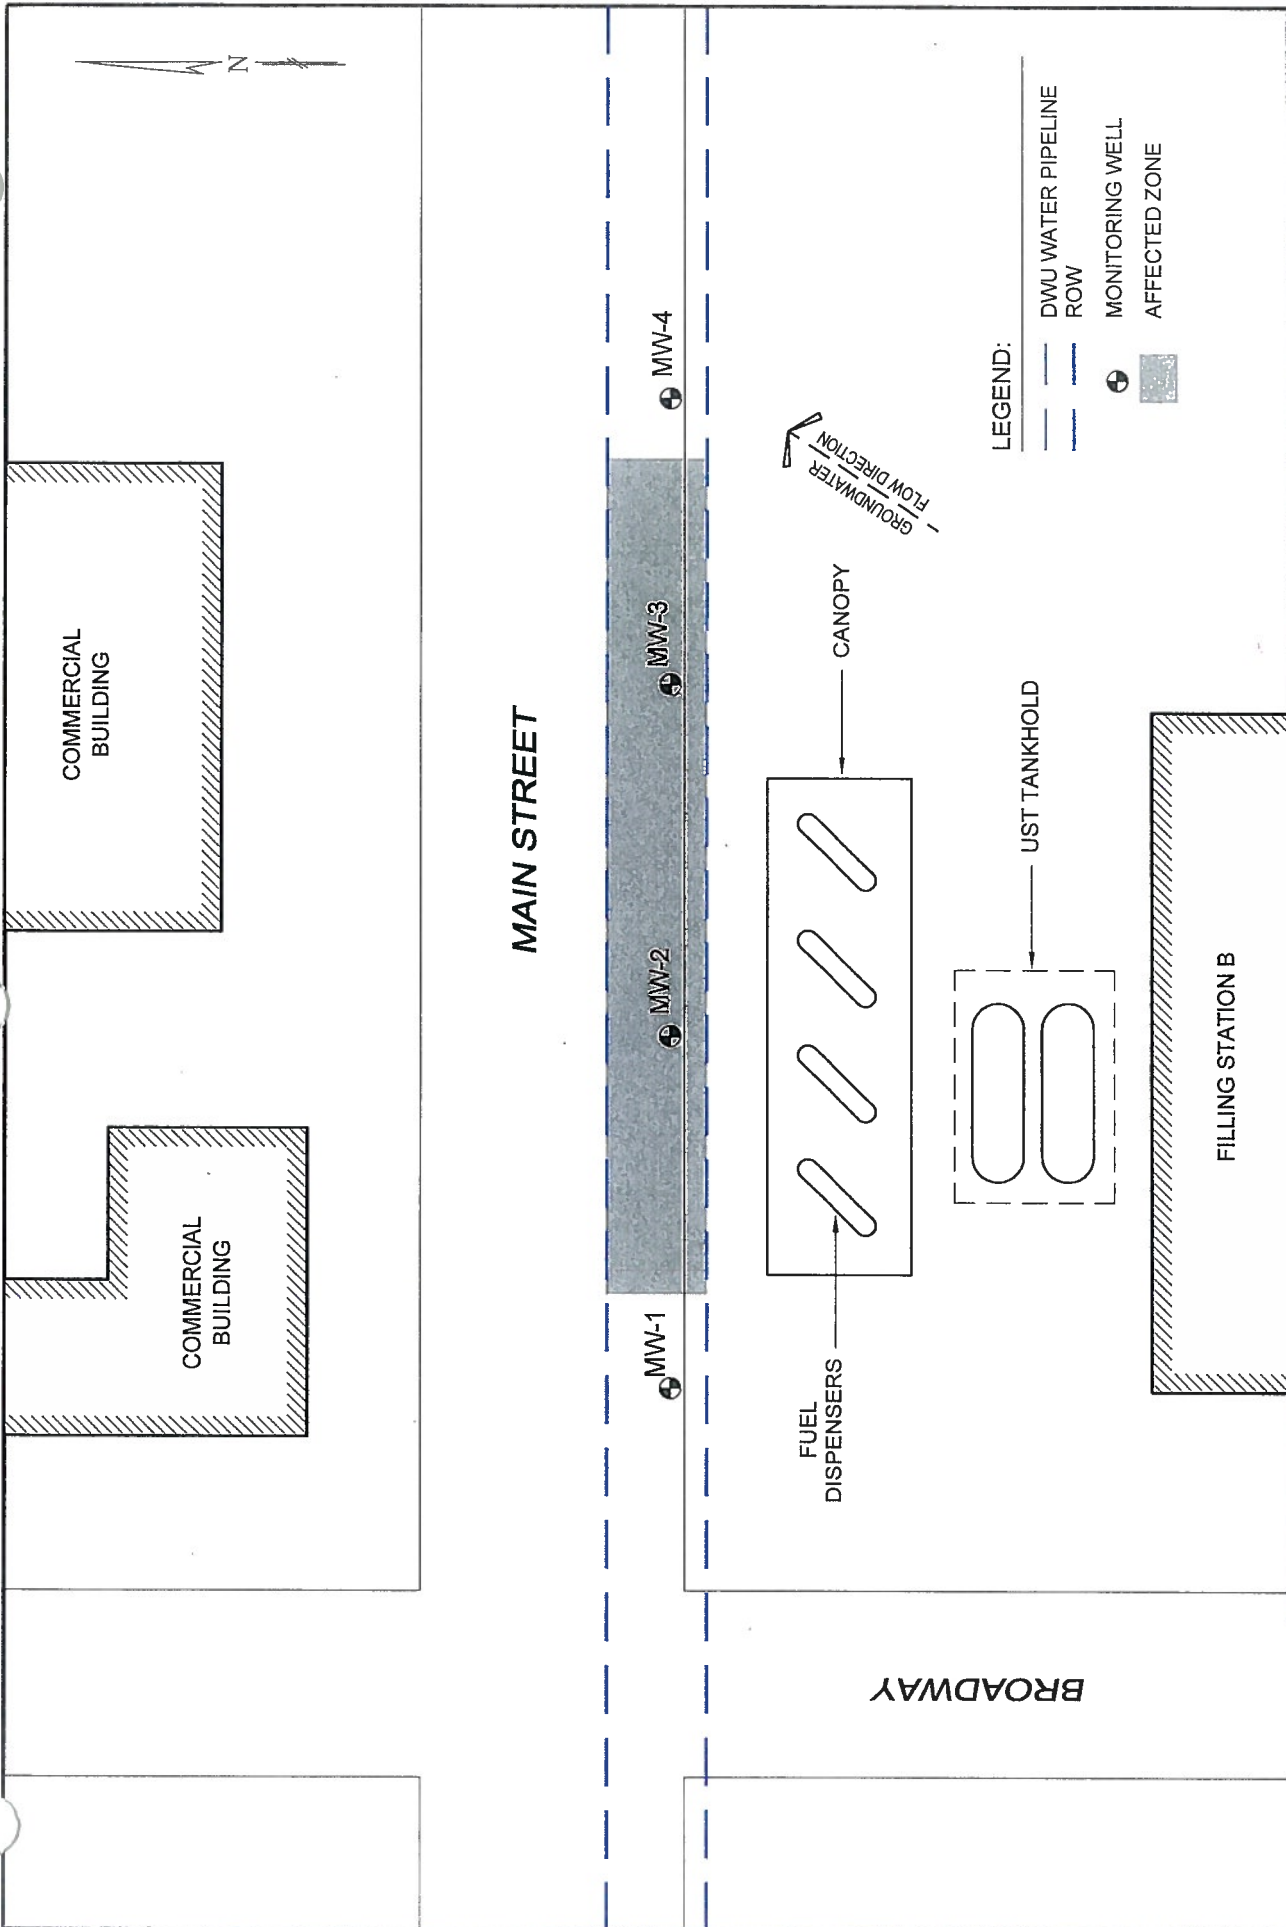 N
COMMERCIAL
BUILDING
COMMERCIAL
BUILDING
MAIN STREET
MW-1
MW-2
MW-3
MW-4
FUEL
DISPENSERS
CANOPY
GROUNDWATER
FLOW DIRECTION
UST TANKHOLD
FILLING STATION B
BROADWAY
LEGEND:
DWU WATER PIPELINE
ROW
MONITORING WELL
AFFECTED ZONE